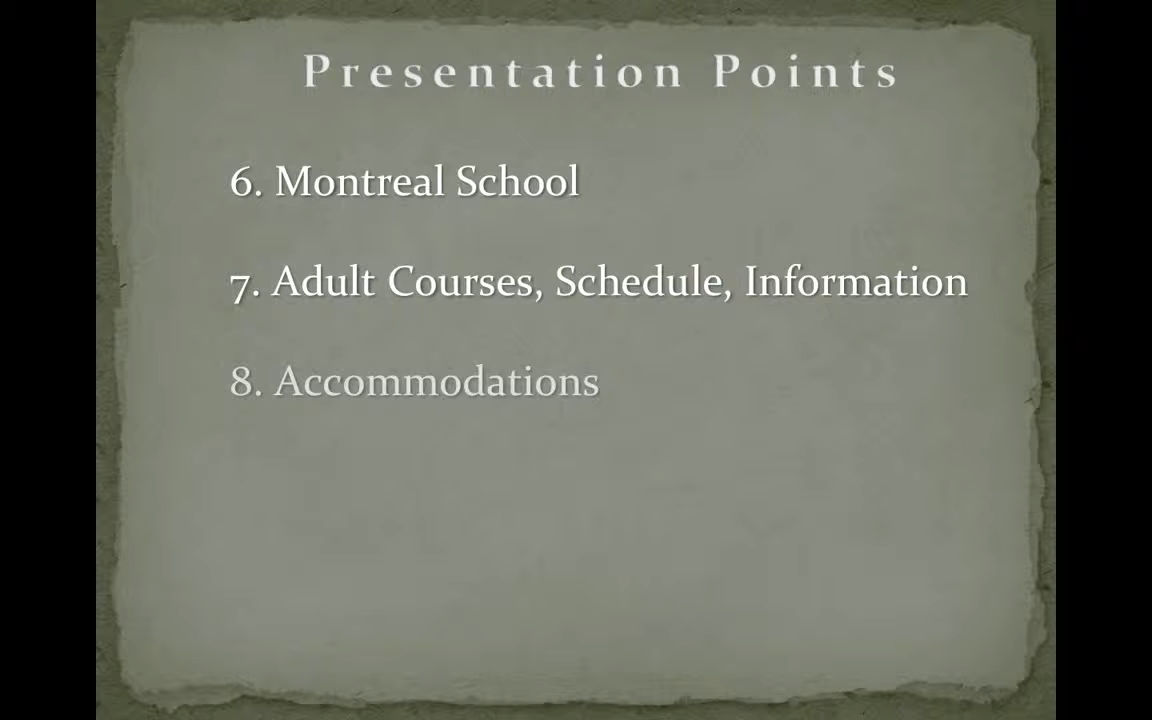 Presentation Points
6. Montreal School
7. Adult Courses, Schedule, Information
8. Accommodations